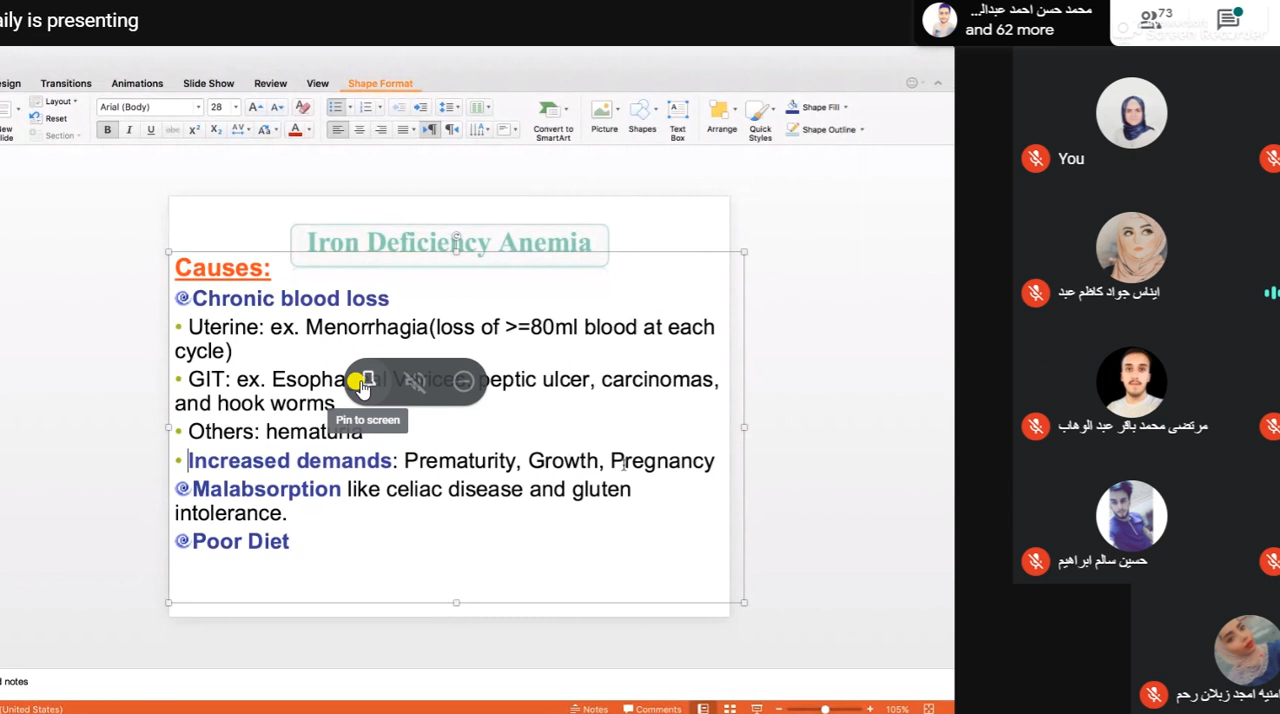 aily is presenting
محمد حسن احمد عبدال...
and 62 more
73
esign Transitions Animations Slide Show Review View Shape Format
New Slide
Layout
Reset
Section
Arial (Body) 28
Convert to SmartArt
Picture
Shapes
Text Box
Arrange
Quick Styles
Shape Fill
Shape Outline
Iron Deficiency Anemia
Causes:
Chronic blood loss
• Uterine: ex. Menorrhagia(loss of >=80ml blood at each
cycle)
• GIT: ex. peptic ulcer, carcinomas,
and hook worms
Pin to screen
• Others: hematuria
• Increased demands: Prematurity, Growth, Pregnancy
Malabsorption like celiac disease and gluten
intolerance.
Poor Diet
d notes
(United States)
Notes
Comments
105%
You
ايناس جواد كاظم عبد
مرتضى محمد باقر عبد الوهاب
حسين سالم ابراهيم
امنيه امجد زبلان رحم